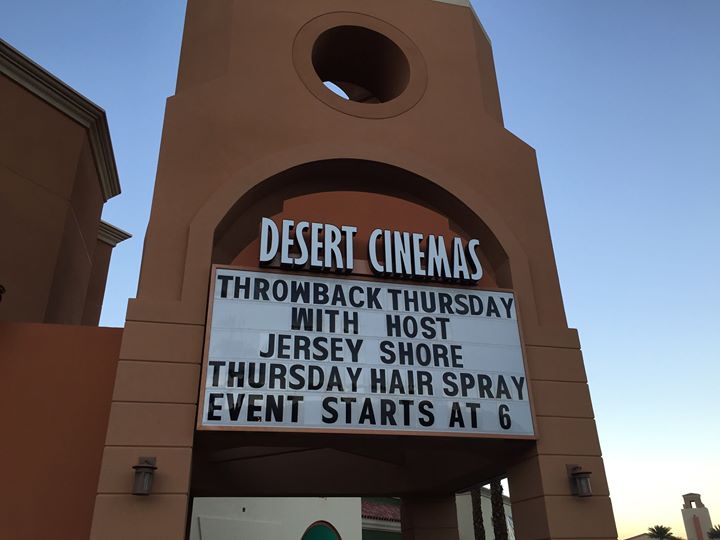 DESERT CINEMAS
THROWBACK THURSDAY
WITH HOST
JERSEY SHORE
THURSDAY HAIR SPRAY
EVENT STARTS AT 6